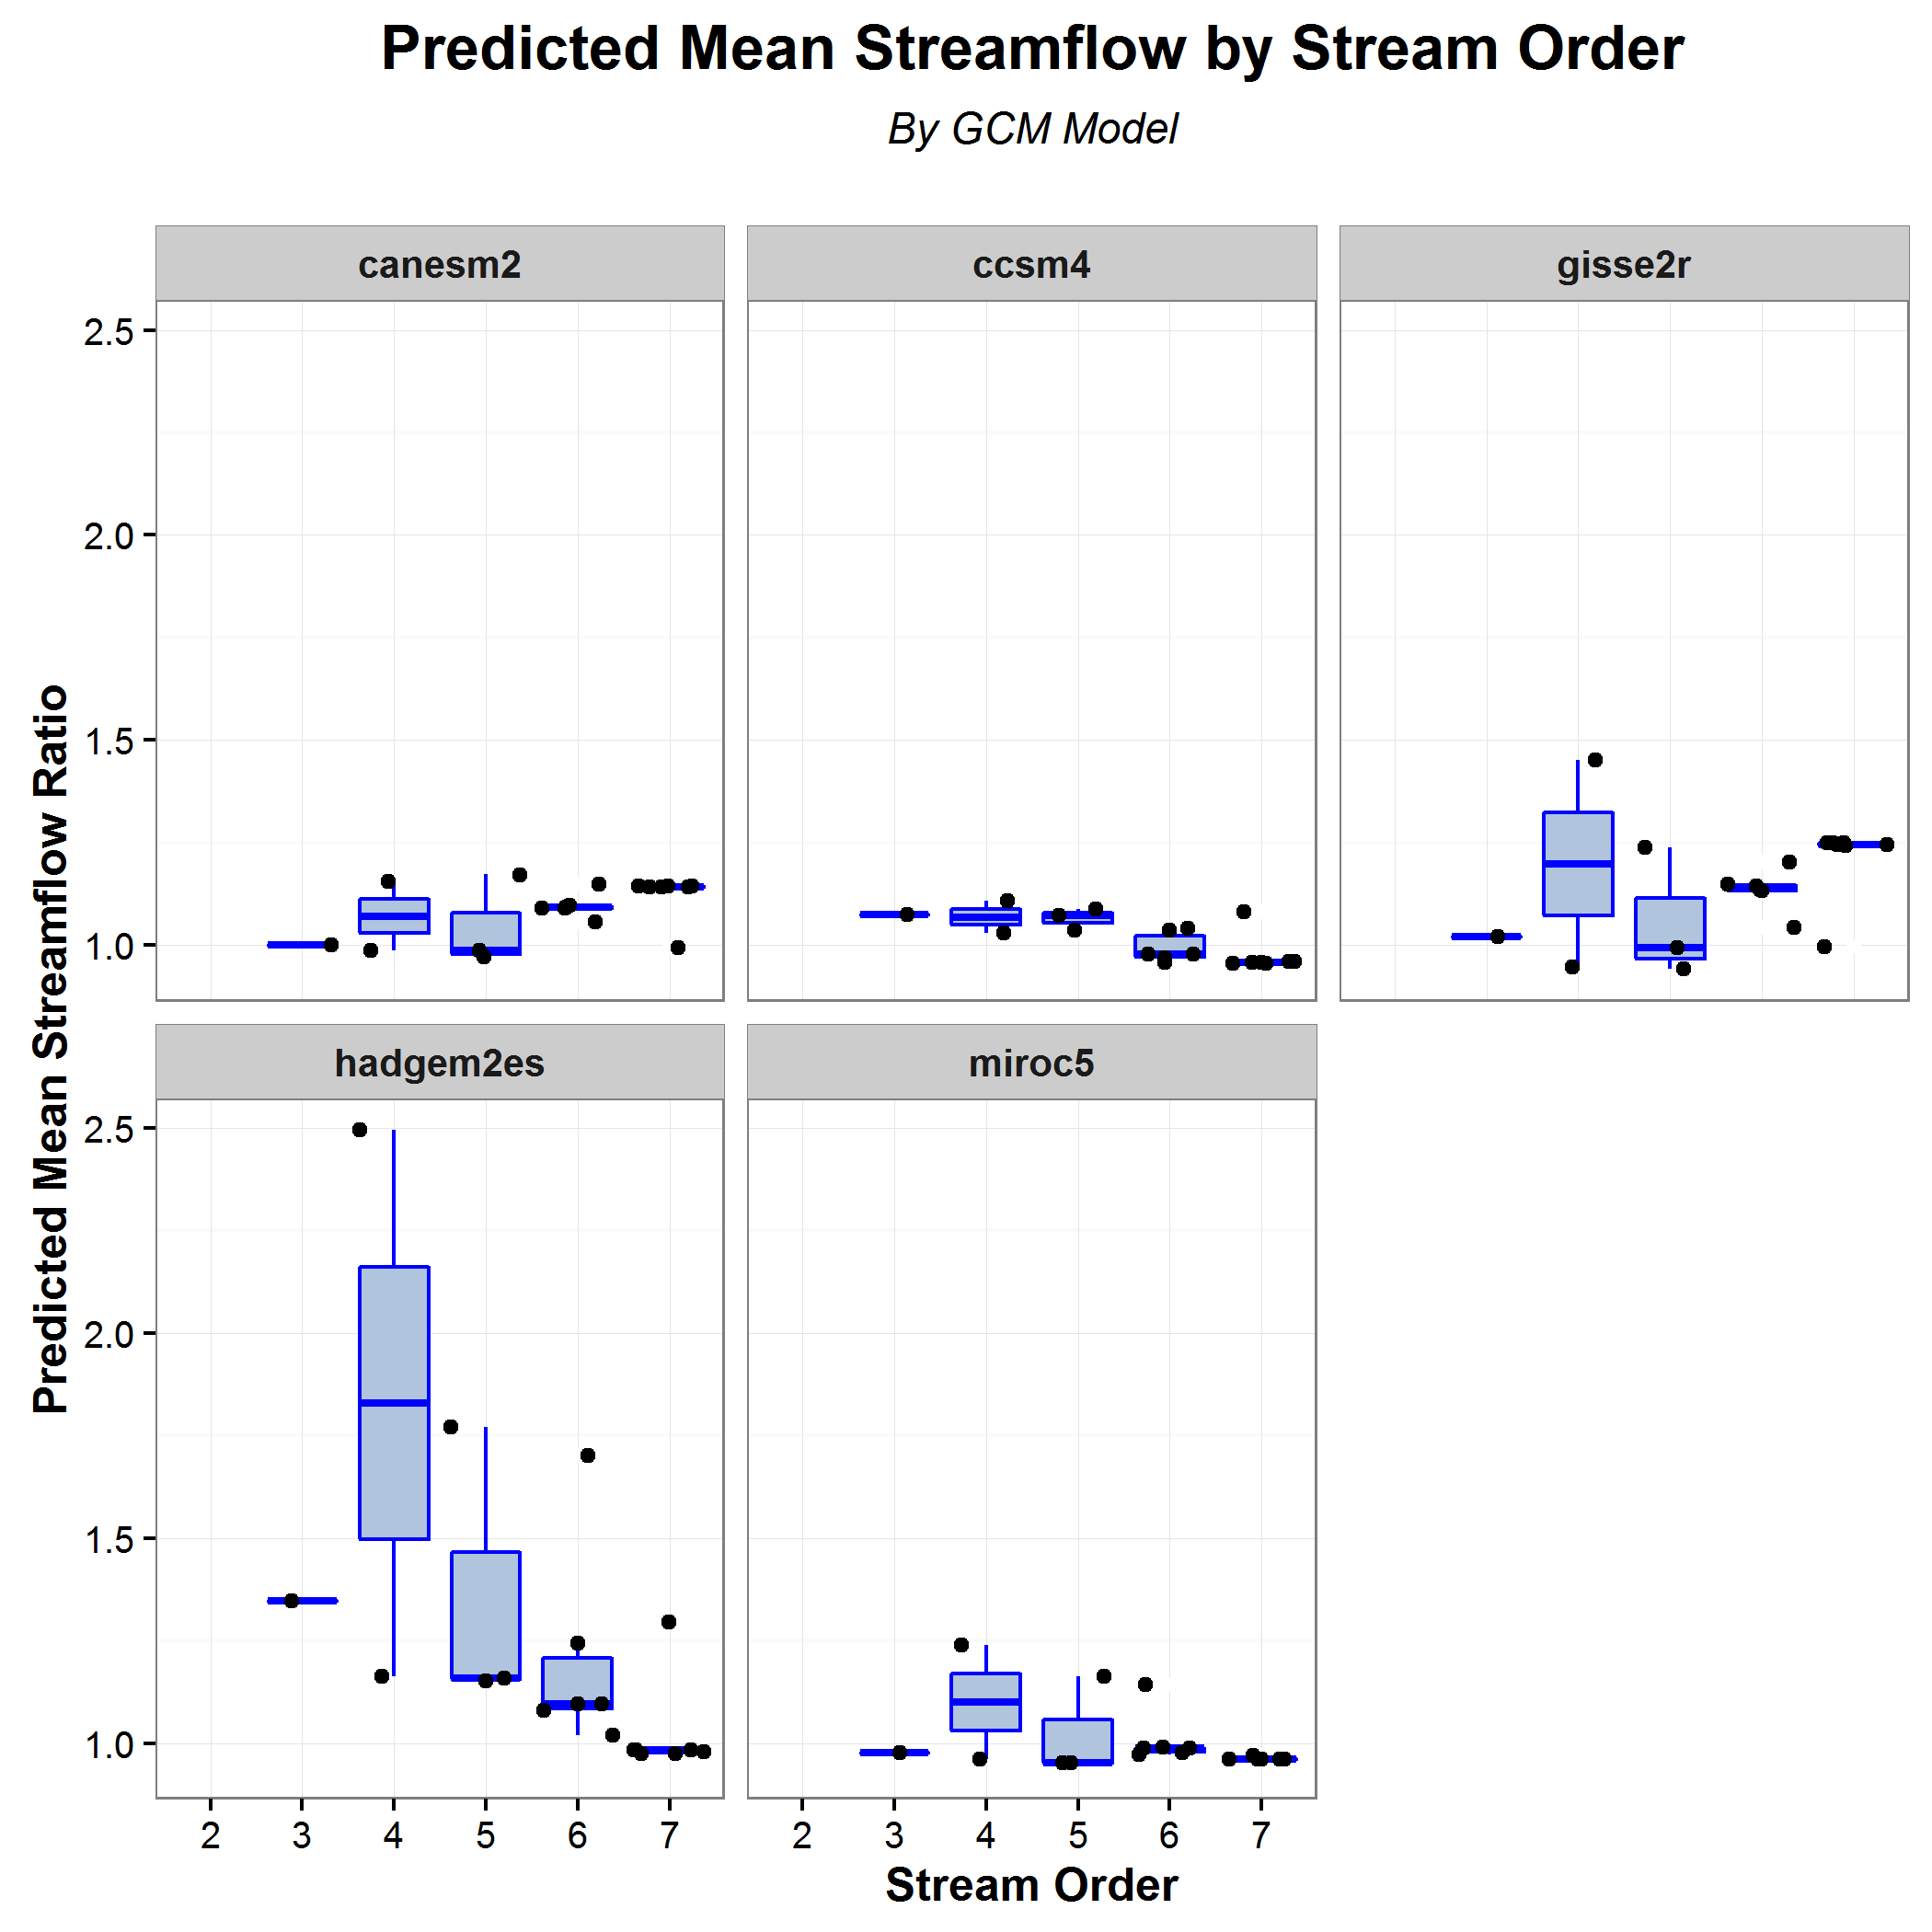 Predicted Mean Streamflow by Stream Order
By GCM Model
canesm2
ccsm4
gisse2r
2.5
2.0
1.5
1.0
Predicted Mean Streamflow Ratio
hadgem2es
miroc5
2.5
2.0
1.5
1.0
2 3 4 5 6 7
2 3 4 5 6 7
Stream Order